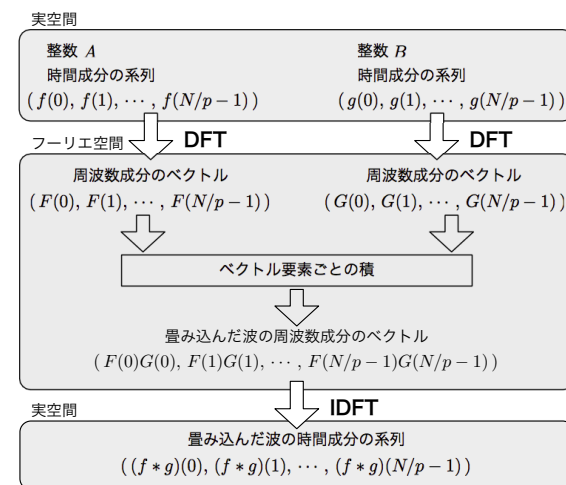 実空間
整数 A
整数 B
時間成分の系列
時間成分の系列
( f(0), f(1), ⋯ , f(N/p − 1) )
( g(0), g(1), ⋯ , g(N/p − 1) )
フーリエ空間
DFT
DFT
周波数成分のベクトル
周波数成分のベクトル
( F(0), F(1), ⋯ , F(N/p − 1) )
( G(0), G(1), ⋯ , G(N/p − 1) )
ベクトル要素ごとの積
畳み込んだ波の周波数成分のベクトル
( F(0)G(0), F(1)G(1), ⋯ , F(N/p − 1)G(N/p − 1) )
実空間
IDFT
畳み込んだ波の時間成分の系列
( (f ∗ g)(0), (f ∗ g)(1), ⋯ , (f ∗ g)(N/p − 1) )